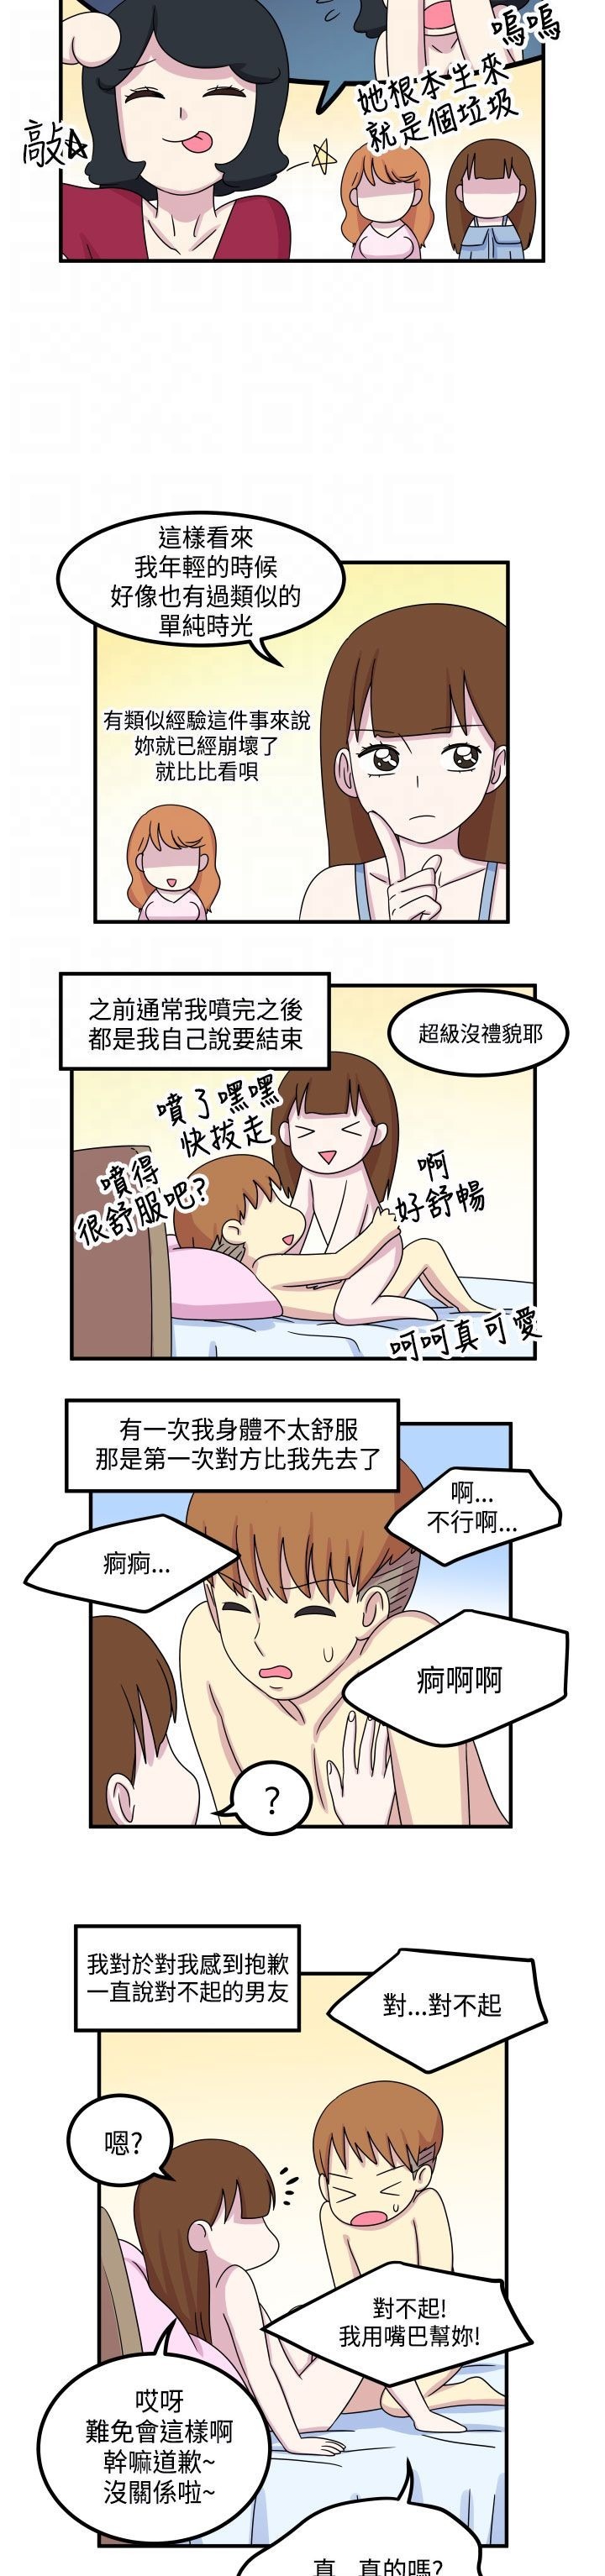 嗚嗚
她根本生來
就是個垃圾
敲
這樣看來
我年輕的時候
好像也有過類似的
單純時光
有類似經驗這件事來說
妳就已經崩壞了
就比比看唄
之前通常我噴完之後
都是我自己說要結束
超級沒禮貌耶
噴了嘿嘿
快拔走
噴得
很舒服吧?
啊
好舒暢
呵呵真可愛
有一次我身體不太舒服
那是第一次對方比我先去了
啊...
不行啊...
痾痾...
痾啊啊
?
我對於對我感到抱歉
一直說對不起的男友
對...對不起
嗯?
對不起!
我用嘴巴幫妳!
哎呀
難免會這樣啊
幹嘛道歉~
沒關係啦~
真...真的嗎?